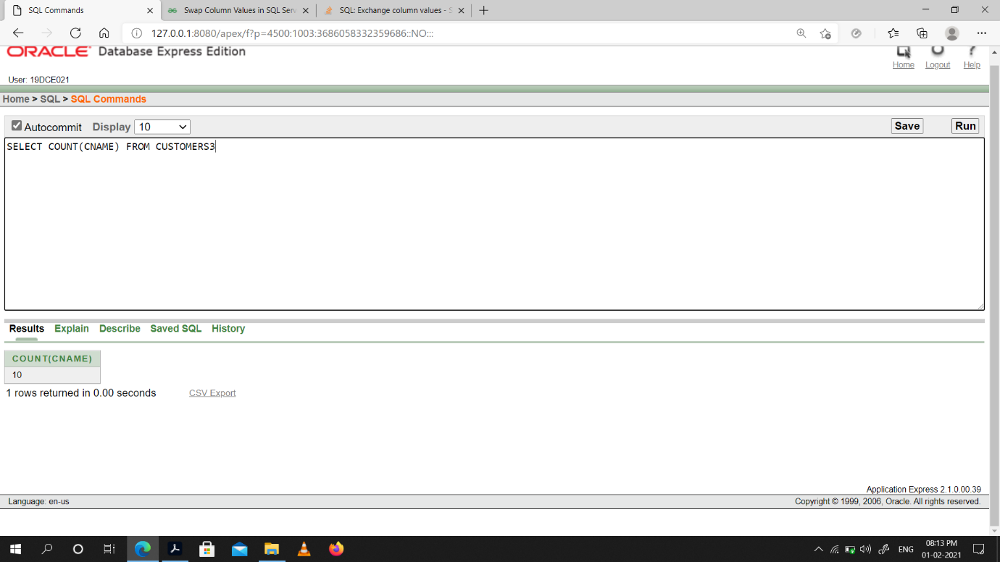 SQL Commands
Swap Column Values in SQL Serv
SQL: Exchange column values - S
127.0.0.1:8080/apex/f?p=4500:1003:3686058332359686::NO:::
ORACLE Database Express Edition
Home Logout Help
User: 19DCE021
Home > SQL > SQL Commands
Autocommit Display 10 Save Run
SELECT COUNT(CNAME) FROM CUSTOMERS3
Results Explain Describe Saved SQL History
COUNT(CNAME)
10
1 rows returned in 0.00 seconds CSV Export
Application Express 2.1.0.00.39
Language: en-us Copyright © 1999, 2006, Oracle. All rights reserved.
ENG 08:13 PM
01-02-2021